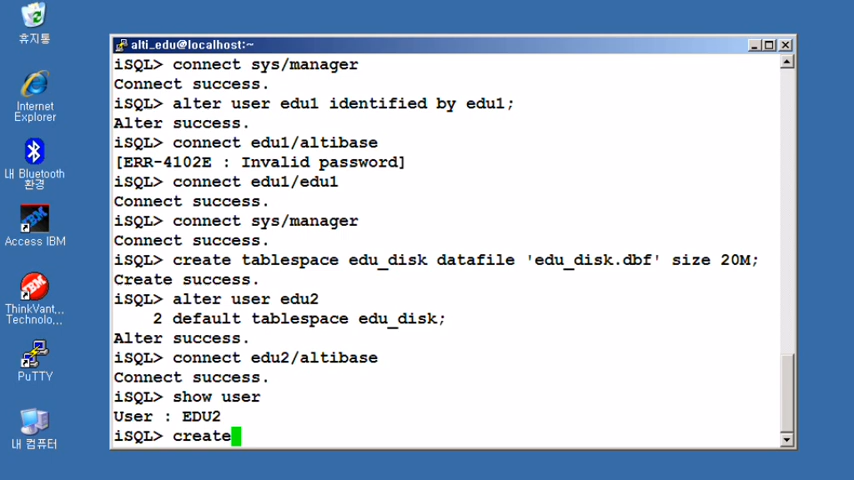 휴지통
Internet
Explorer
내 Bluetooth
환경
Access IBM
ThinkVant...
Technolo...
PuTTY
내 컴퓨터
alti_edu@localhost:~
iSQL> connect sys/manager
Connect success.
iSQL> alter user edu1 identified by edu1;
Alter success.
iSQL> connect edu1/altibase
[ERR-4102E : Invalid password]
iSQL> connect edu1/edu1
Connect success.
iSQL> connect sys/manager
Connect success.
iSQL> create tablespace edu_disk datafile 'edu_disk.dbf' size 20M;
Create success.
iSQL> alter user edu2
2 default tablespace edu_disk;
Alter success.
iSQL> connect edu2/altibase
Connect success.
iSQL> show user
User : EDU2
iSQL> create